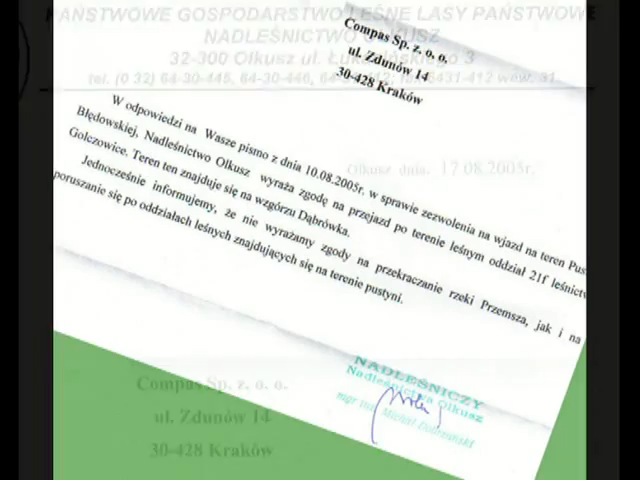 PAŃSTWOWE GOSPODARSTWO LEŚNE LASY PAŃSTWOWE
NADLEŚNICTWO OLKUSZ
32-300 Olkusz ul. Łukasińskiego 3
tel. (0 32) 64-30-445, 64-30-446,
Olkusz dnia. 17.08.2005r.
Compas Sp. z. o. o.
ul. Zdunów 14
30-428 Kraków
W odpowiedzi na Wasze pismo z dnia 10.08.2005r. w sprawie zezwolenia na wjazd na teren Pus
Błędowskiej, Nadleśnictwo Olkusz wyraża zgodę na przejazd po terenie leśnym oddział 21f leśnictw
Golczowice. Teren ten znajduje się na wzgórzu Dąbrówka.
Jednocześnie informujemy, że nie wyrażamy zgody na przekraczanie rzeki Przemsza, jak i na
poruszanie się po oddziałach leśnych znajdujących się na terenie pustyni.
NADLEŚNICZY
Nadleśnictwa Olkusz
mgr inż.
Compas Sp. z. o. o.
ul. Zdunów 14
30-428 Kraków